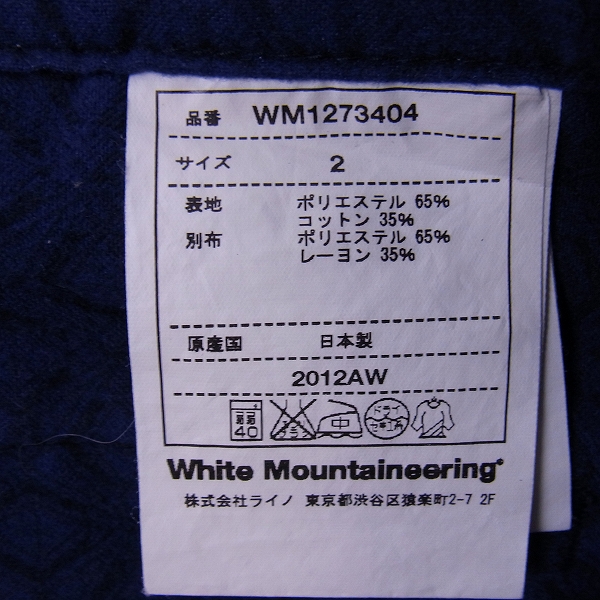 品番 WM1273404
サイズ 2
表地 ポリエステル 65%
コットン 35%
別布 ポリエステル 65%
レーヨン 35%
原産国 日本製
2012AW
40 中 ドライ
White Mountaineering®
株式会社ライノ 東京都渋谷区猿楽町2-7 2F